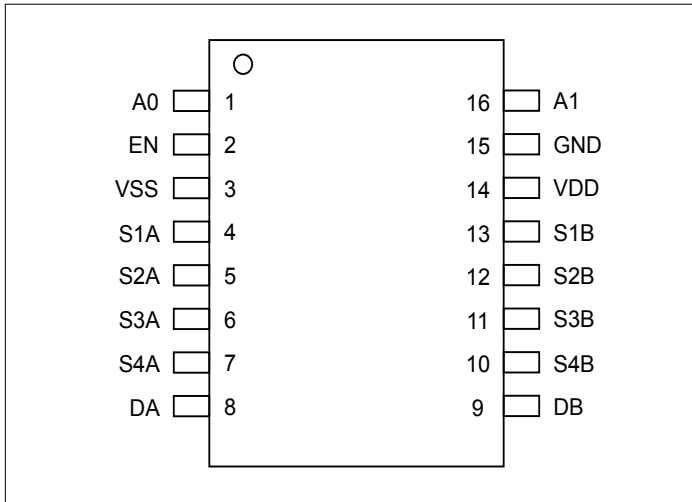 A0 1 16 A1
EN 2 15 GND
VSS 3 14 VDD
S1A 4 13 S1B
S2A 5 12 S2B
S3A 6 11 S3B
S4A 7 10 S4B
DA 8 9 DB